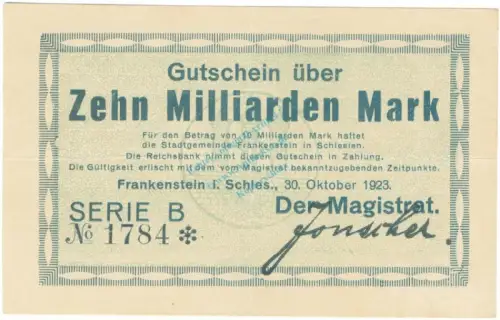 Gutschein über
Zehn Milliarden Mark
Für den Betrag von 10 Milliarden Mark haftet
die Stadtgemeinde Frankenstein in Schlesien.
Die Reichsbank nimmt diesen Gutschein in Zahlung.
Die Gültigkeit erlischt mit dem vom Magistrat bekanntzugebenden Zeitpunkte.
Frankenstein i. Schles., 30. Oktober 1923.
SERIE B Der Magistrat.
№ 1784 ✻